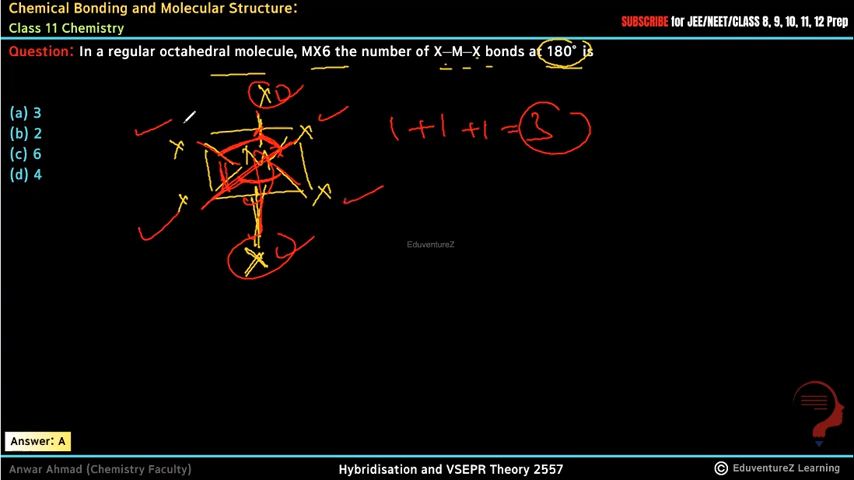 Chemical Bonding and Molecular Structure:
Class 11 Chemistry
SUBSCRIBE for JEE/NEET/CLASS 8, 9, 10, 11, 12 Prep
Question: In a regular octahedral molecule, MX6 the number of X–M–X bonds at 180° is
(a) 3
(b) 2
(c) 6
(d) 4
X
X X
M
X X
X
1 + 1 + 1 = 3
EduventureZ
Answer: A
Anwar Ahmad (Chemistry Faculty)
Hybridisation and VSEPR Theory 2557
© EduventureZ Learning